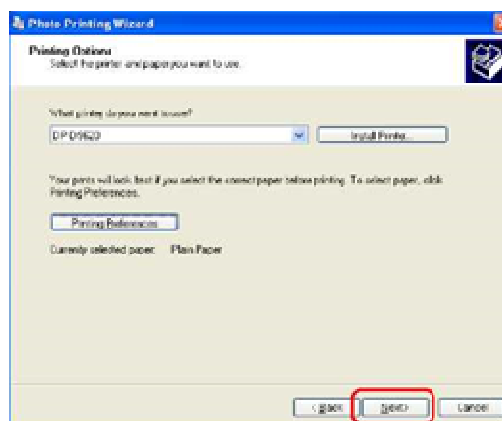 Photo Printing Wizard
Printing Options
Select the printer and paper you want to use.
What printer do you want to use?
DP-DS620
Install Printer...
Your prints will look best if you select the correct paper before printing. To select paper, click
Printing Preferences.
Printing Preferences
Currently selected paper: Plain Paper
< Back
Next >
Cancel